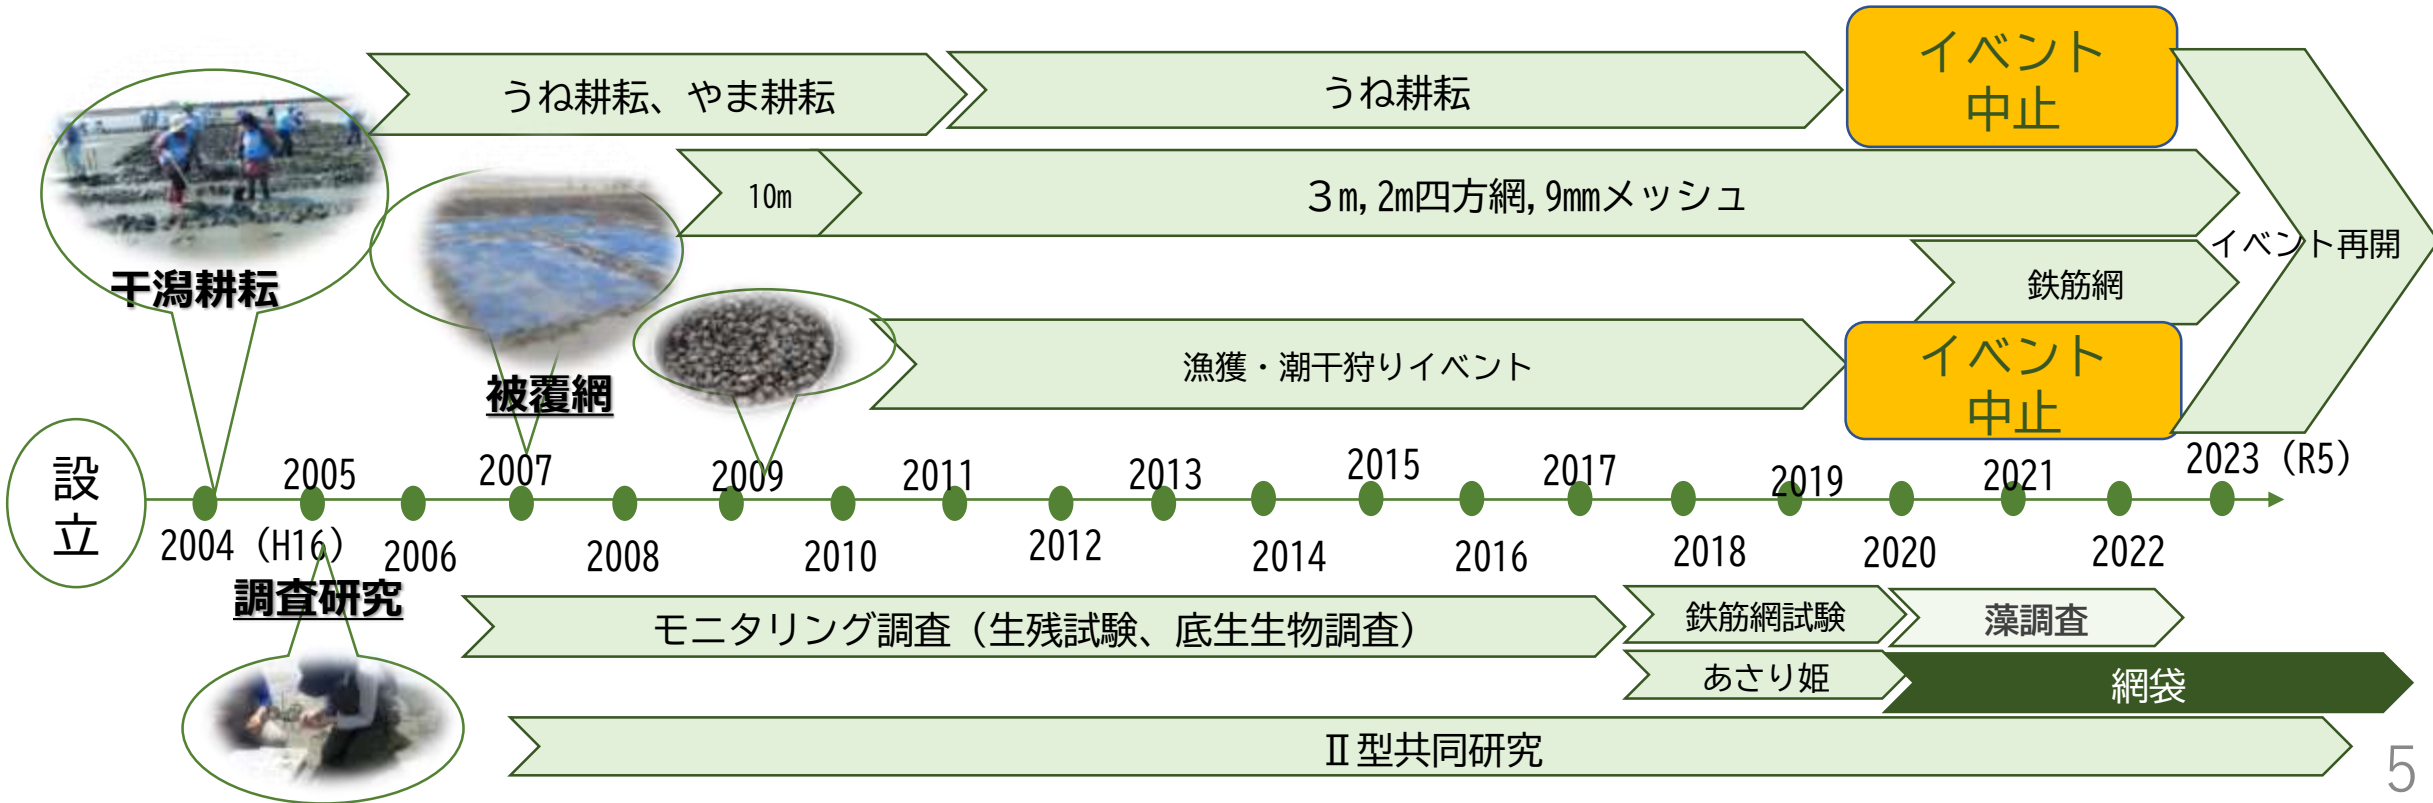 うね耕耘、やま耕耘
うね耕耘
イベント
中止
10m
３m, 2m四方網, 9mmメッシュ
イベント再開
干潟耕耘
鉄筋網
被覆網
漁獲・潮干狩りイベント
イベント
中止
設
立
2004 (H16)
2005
2006
2007
2008
2009
2010
2011
2012
2013
2014
2015
2016
2017
2018
2019
2020
2021
2022
2023 (R5)
調査研究
モニタリング調査（生残試験、底生生物調査）
鉄筋網試験
藻調査
あさり姫
網袋
Ⅱ型共同研究
5